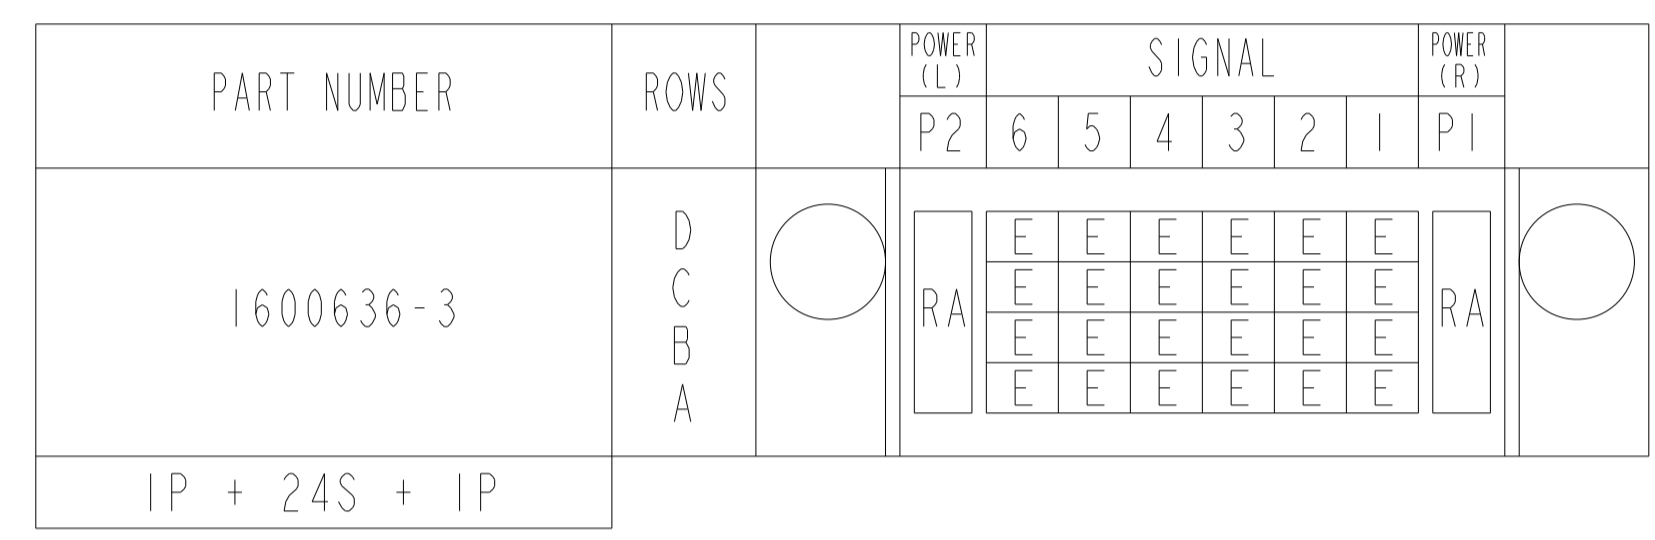 PART NUMBER ROWS POWER (L) SIGNAL POWER (R)
P2 6 5 4 3 2 1 P1
1600636-3
D E E E E E E
C E E E E E E
RA RA
B E E E E E E
A E E E E E E
1P + 24S + 1P